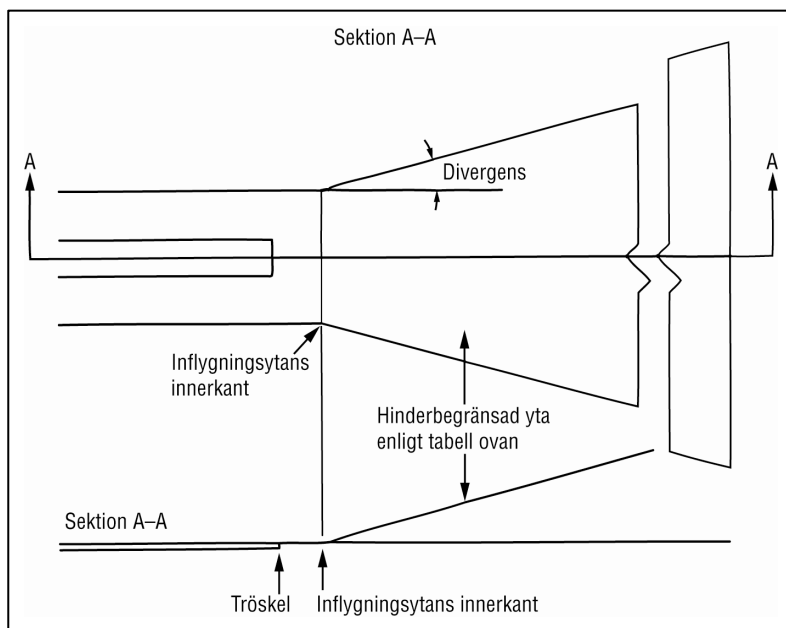 Sektion A–A
A
A
Divergens
Inflygningsytans
innerkant
Hinderbegränsad yta
enligt tabell ovan
Sektion A–A
Tröskel
Inflygningsytans innerkant